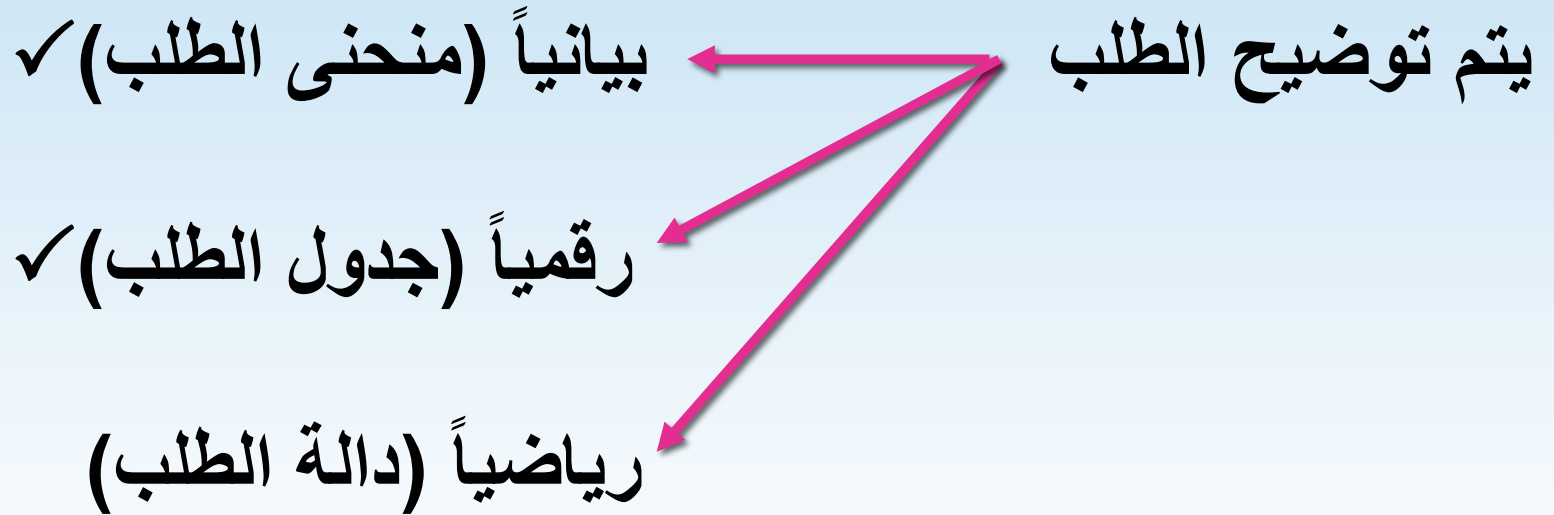 يتم توضيح الطلب بيانياً (منحنى الطلب) ✓
رقمياً (جدول الطلب) ✓
رياضياً (دالة الطلب)